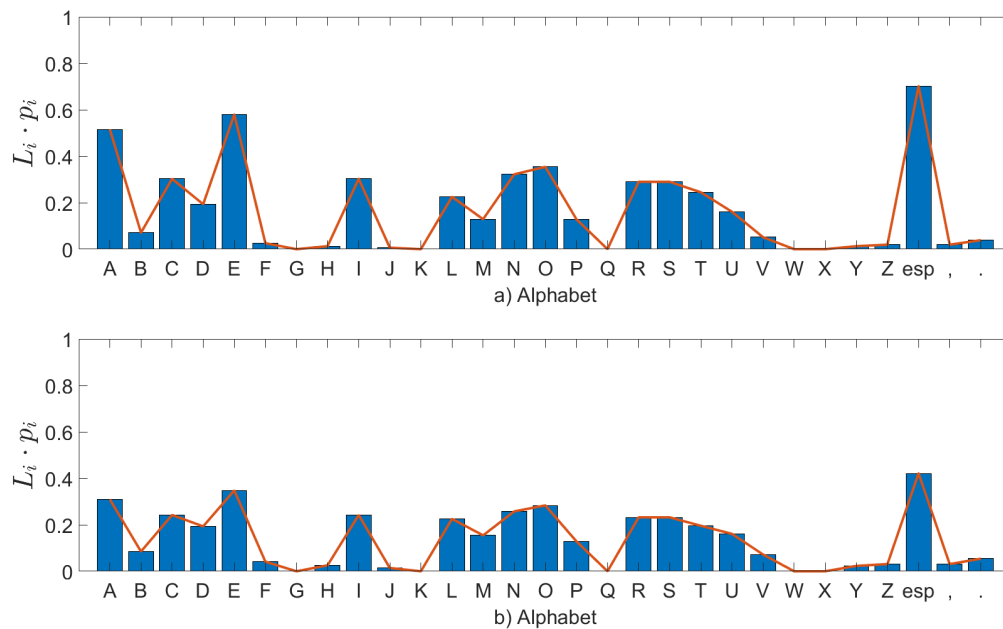 1
0.8
0.6
0.4
0.2
0
L_i · p_i
A B C D E F G H I J K L M N O P Q R S T U V W X Y Z esp , .
a) Alphabet
1
0.8
0.6
0.4
0.2
0
L_i · p_i
A B C D E F G H I J K L M N O P Q R S T U V W X Y Z esp , .
b) Alphabet